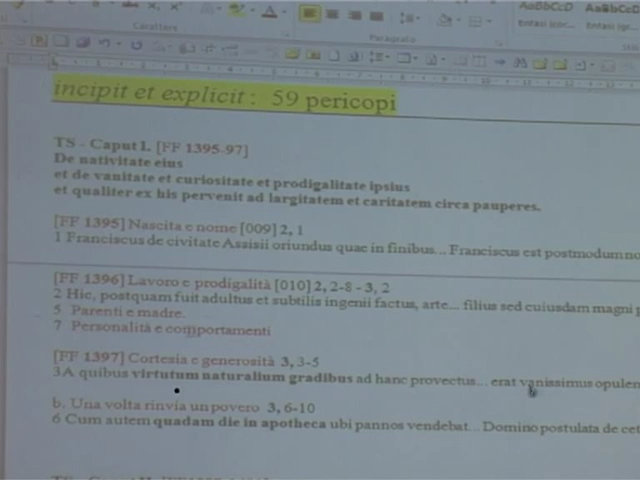 AaBbCcD AaBbCc
Carattere
Paragrafo
incipit et explicit : 59 pericopi
TS - Caput I. [FF 1395-97]
De nativitate eius
et de vanitate et curiositate et prodigalitate ipsius
et qualiter ex his pervenit ad largitatem et caritatem circa pauperes.
[FF 1395] Nascita e nome [009] 2, 1
1 Franciscus de civitate Assisii oriundus quae in finibus... Franciscus est postmodum no
[FF 1396] Lavoro e prodigalità [010] 2, 2-8 - 3, 2
2 Hic, postquam fuit adultus et subtilis ingenii factus, arte... filius sed cuiusdam magni p
5 Parenti e madre.
7 Personalità e comportamenti
[FF 1397] Cortesia e generosità 3, 3-5
3A quibus virtutum naturalium gradibus ad hanc provectus... erat vanissimus opulen
b. Una volta rinvia un povero 3, 6-10
6 Cum autem quadam die in apotheca ubi pannos vendebat... Domino postulata de cet